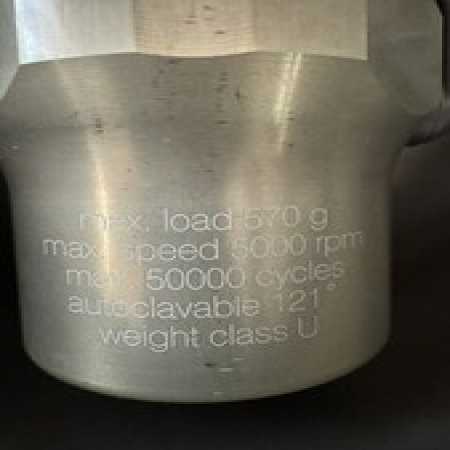 max. load 570 g
max. speed 5000 rpm
max. 50000 cycles
autoclavable 121°
weight class U